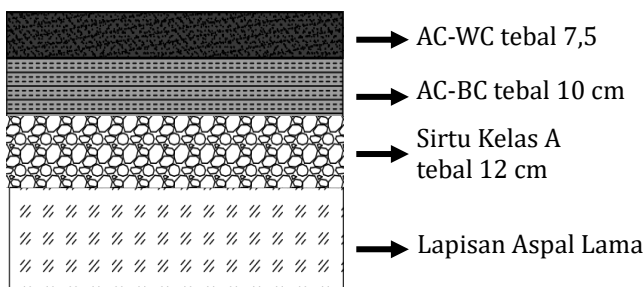 AC-WC tebal 7,5
AC-BC tebal 10 cm
Sirtu Kelas A
tebal 12 cm
Lapisan Aspal Lama